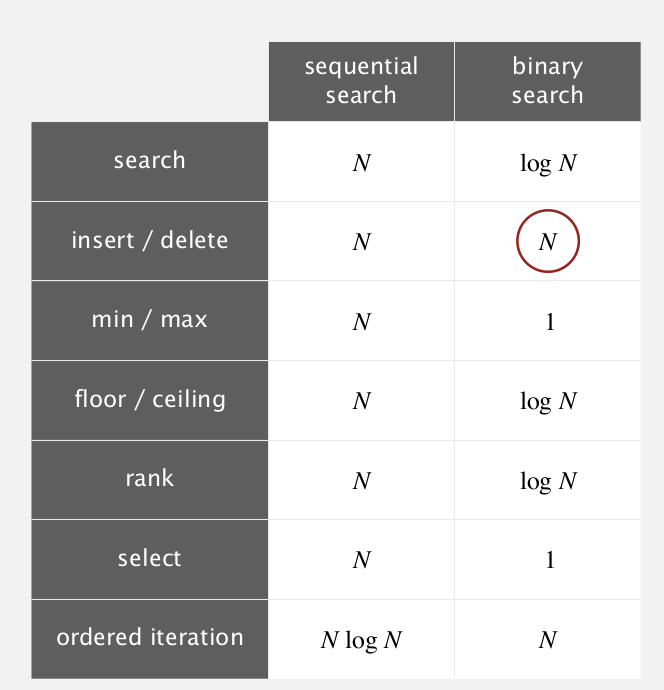 sequential
search
binary
search
search
N
log N
insert / delete
N
N
min / max
N
1
floor / ceiling
N
log N
rank
N
log N
select
N
1
ordered iteration
N log N
N